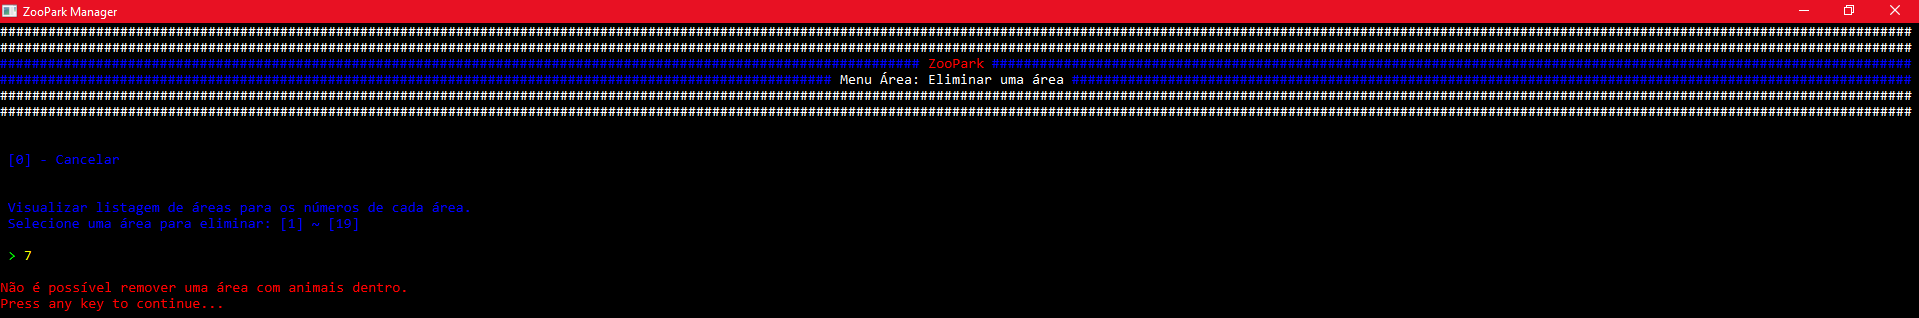 ZooPark Manager
ZooPark
Menu Área: Eliminar uma área
[0] - Cancelar
Visualizar listagem de áreas para os números de cada área.
Selecione uma área para eliminar: [1] ~ [19]
> 7
Não é possível remover uma área com animais dentro.
Press any key to continue...